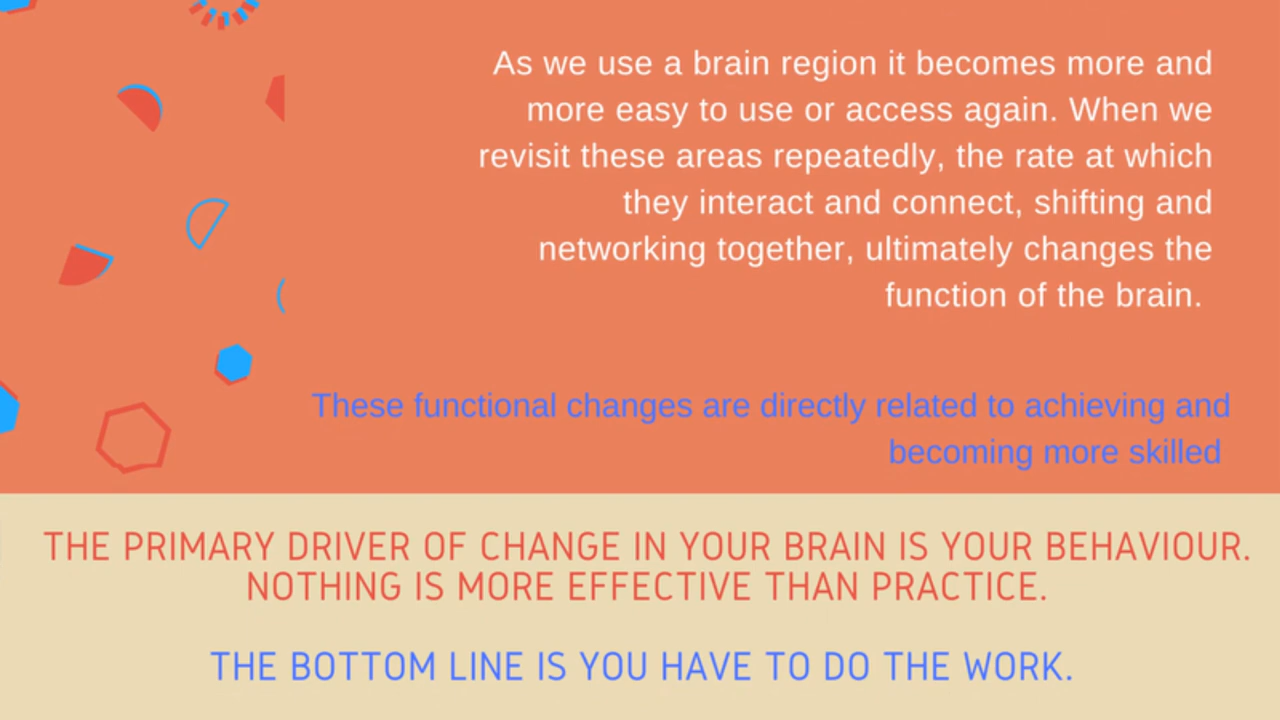 As we use a brain region it becomes more and
more easy to use or access again. When we
revisit these areas repeatedly, the rate at which
they interact and connect, shifting and
networking together, ultimately changes the
function of the brain.
These functional changes are directly related to achieving and
becoming more skilled
THE PRIMARY DRIVER OF CHANGE IN YOUR BRAIN IS YOUR BEHAVIOUR.
NOTHING IS MORE EFFECTIVE THAN PRACTICE.
THE BOTTOM LINE IS YOU HAVE TO DO THE WORK.